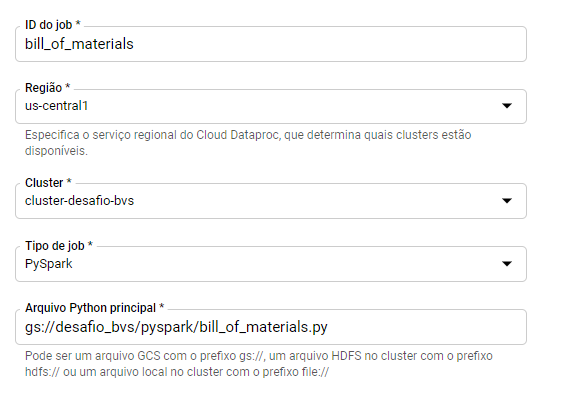 ID do job *
bill_of_materials
Região *
us-central1
Especifica o serviço regional do Cloud Dataproc, que determina quais clusters estão
disponíveis.
Cluster *
cluster-desafio-bvs
Tipo de job *
PySpark
Arquivo Python principal *
gs://desafio_bvs/pyspark/bill_of_materials.py
Pode ser um arquivo GCS com o prefixo gs://, um arquivo HDFS no cluster com o prefixo
hdfs:// ou um arquivo local no cluster com o prefixo file://